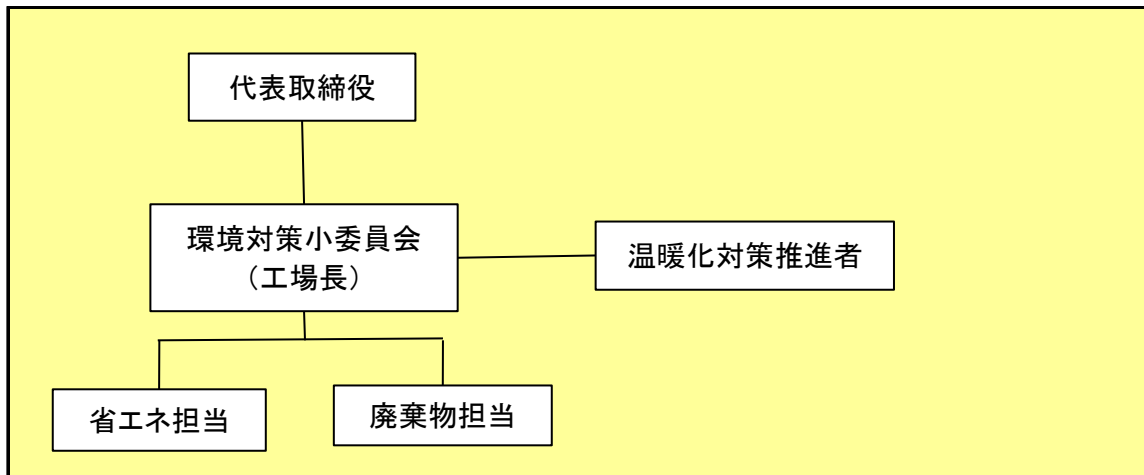 代表取締役
環境対策小委員会
（工場長）
温暖化対策推進者
省エネ担当
廃棄物担当